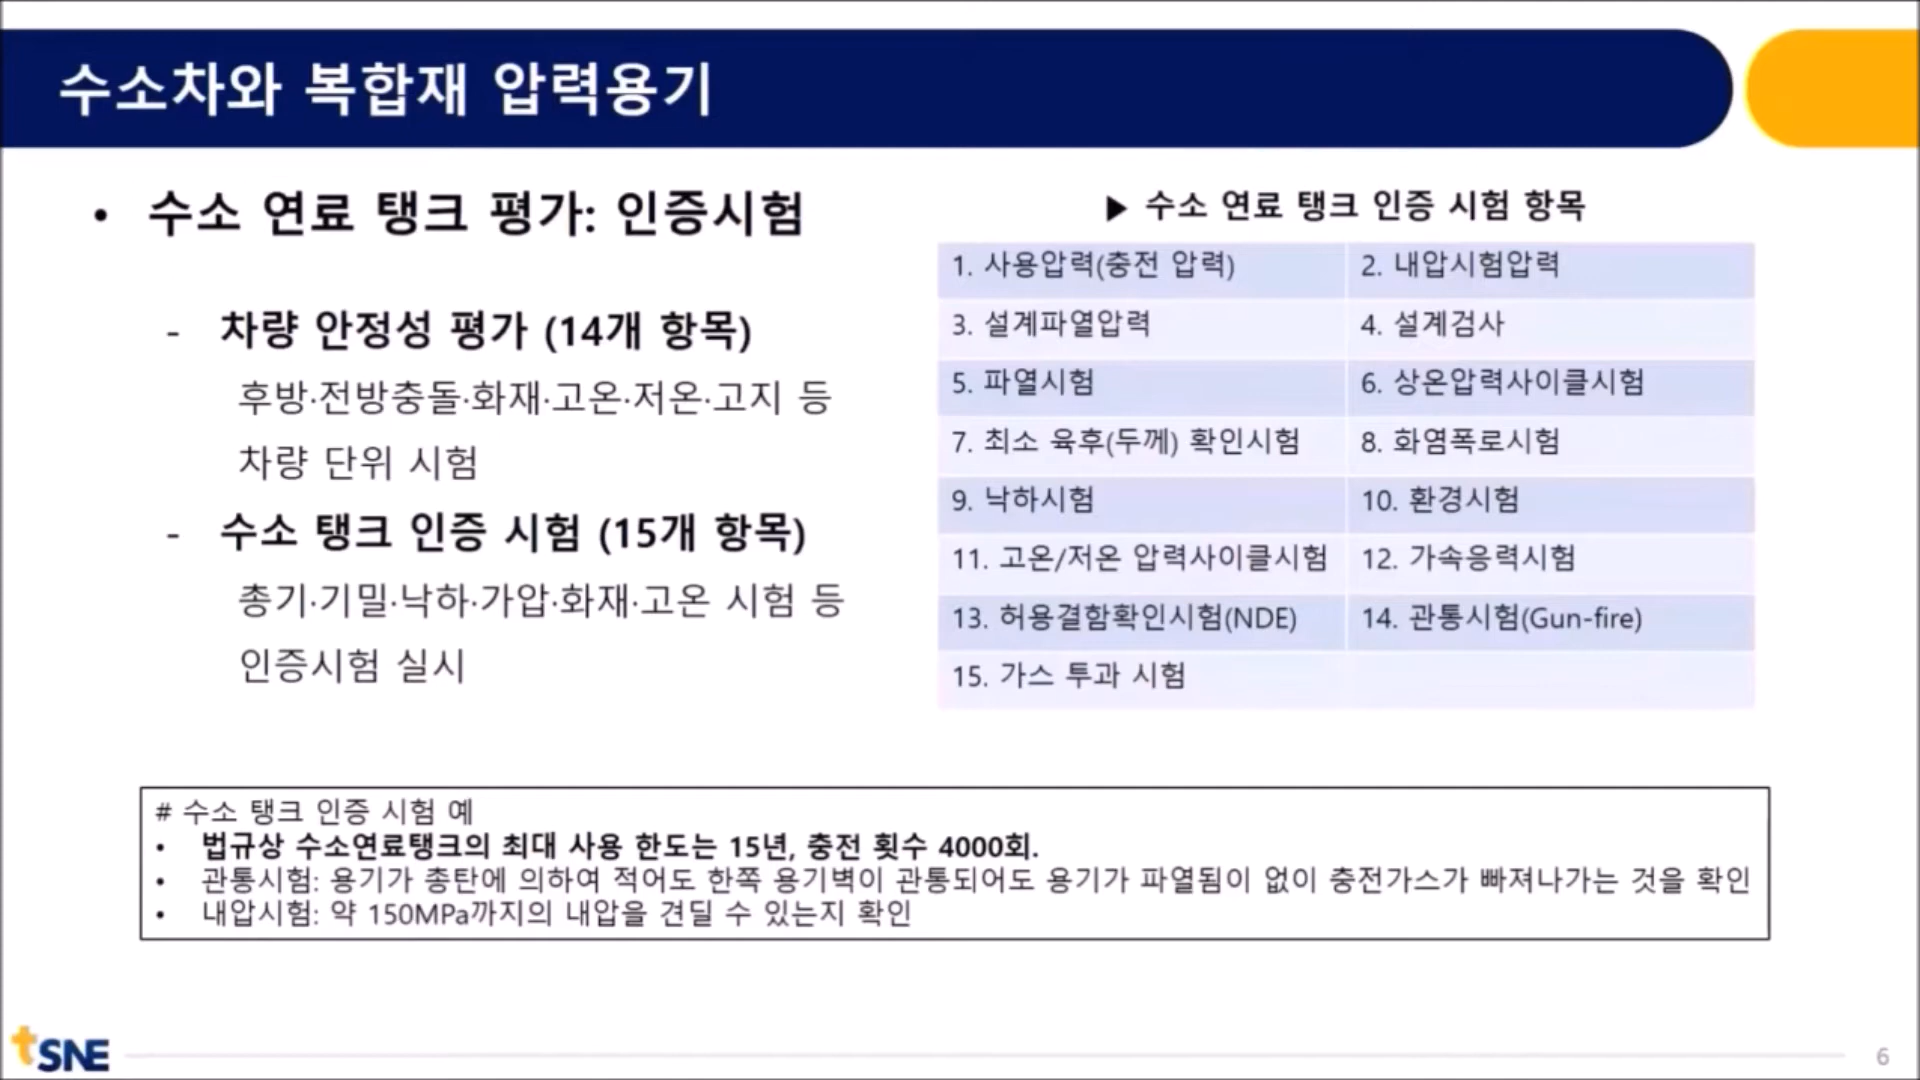 수소차와 복합재 압력용기
• 수소 연료 탱크 평가: 인증시험
- 차량 안정성 평가 (14개 항목)
후방·전방충돌·화재·고온·저온·고지 등
차량 단위 시험
- 수소 탱크 인증 시험 (15개 항목)
총기·기밀·낙하·가압·화재·고온 시험 등
인증시험 실시
▶ 수소 연료 탱크 인증 시험 항목
1. 사용압력(충전 압력)
2. 내압시험압력
3. 설계파열압력
4. 설계검사
5. 파열시험
6. 상온압력사이클시험
7. 최소 육후(두께) 확인시험
8. 화염폭로시험
9. 낙하시험
10. 환경시험
11. 고온/저온 압력사이클시험
12. 가속응력시험
13. 허용결함확인시험(NDE)
14. 관통시험(Gun-fire)
15. 가스 투과 시험
# 수소 탱크 인증 시험 예
• 법규상 수소연료탱크의 최대 사용 한도는 15년, 충전 횟수 4000회.
• 관통시험: 용기가 총탄에 의하여 적어도 한쪽 용기벽이 관통되어도 용기가 파열됨이 없이 충전가스가 빠져나가는 것을 확인
• 내압시험: 약 150MPa까지의 내압을 견딜 수 있는지 확인
tSNE
6